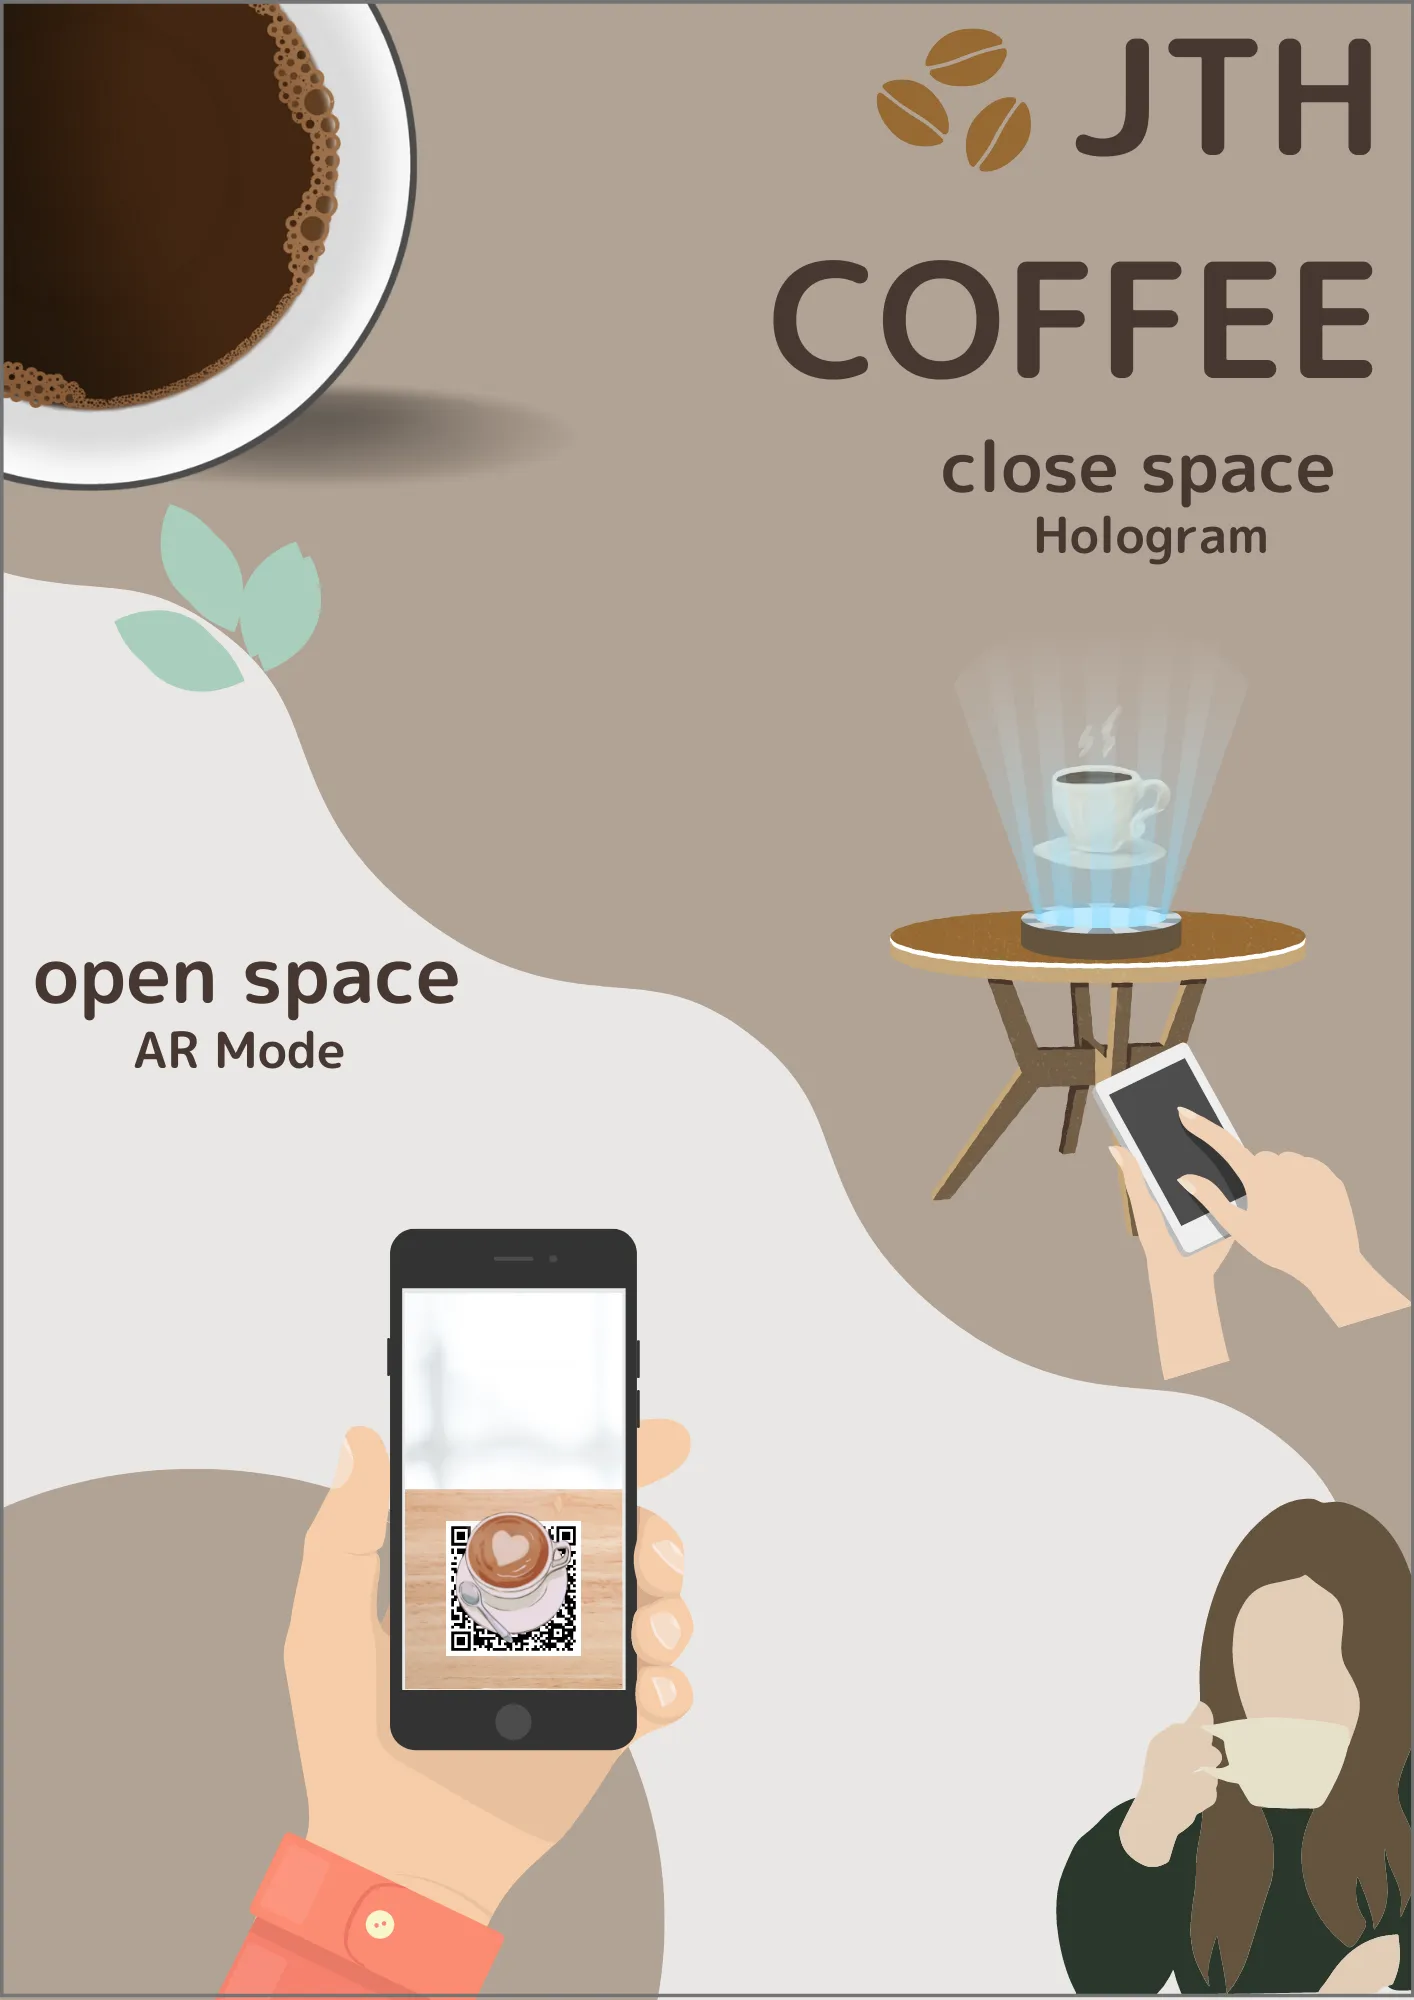 JTH
COFFEE
close space
Hologram
open space
AR Mode